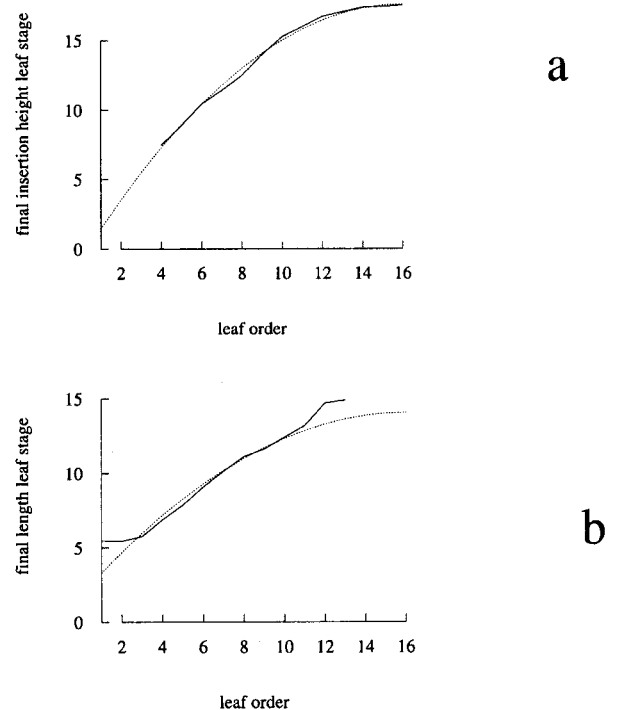 final insertion height leaf stage
15
10
5
0
2 4 6 8 10 12 14 16
leaf order
a
final length leaf stage
15
10
5
0
2 4 6 8 10 12 14 16
leaf order
b